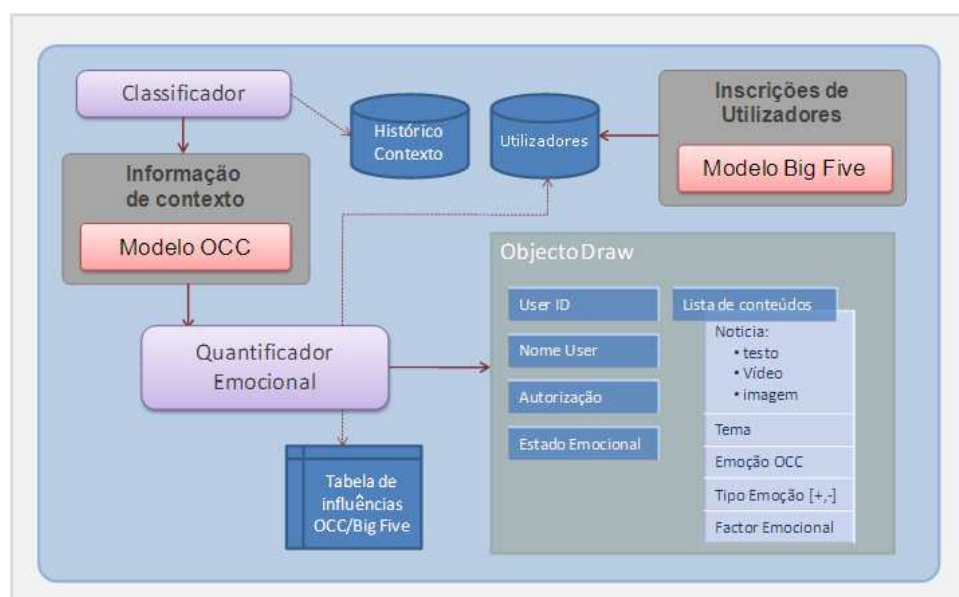 Classificador
Histórico
Contexto
Utilizadores
Inscrições de
Utilizadores
Modelo Big Five
Informação
de contexto
Modelo OCC
Quantificador
Emocional
Tabela de
influências
OCC/Big Five
ObjectoDraw
User ID
Nome User
Autorização
Estado Emocional
Lista de conteúdos
Noticia:
• testo
• Vídeo
• imagem
Tema
Emoção OCC
Tipo Emoção [+,-]
Factor Emocional